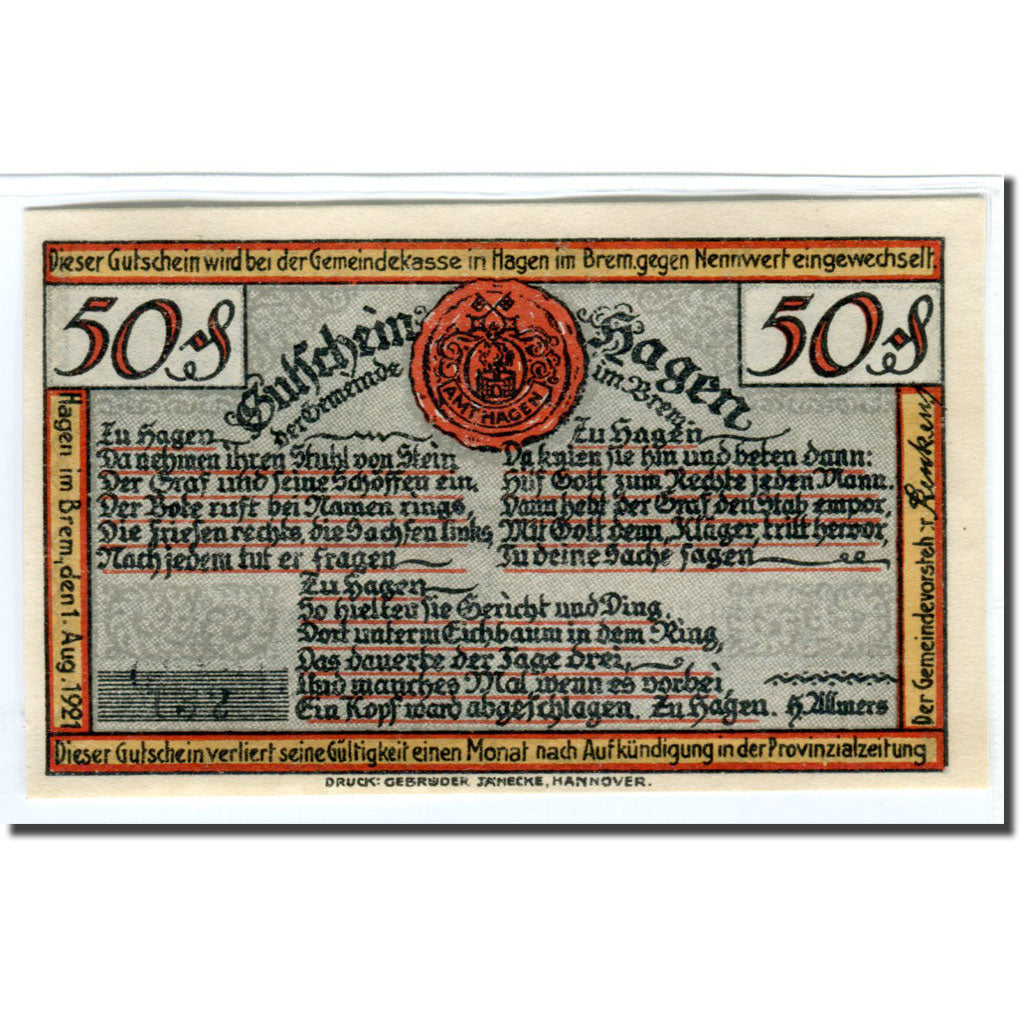 Dieser Gutschein wird bei der Gemeindekasse in Hagen im Brem. gegen Nennwert eingewechselt.
50₰
50₰
Gutschein
der Gemeinde
Hagen
im Brem.
AMT HAGEN
Zu Hagen
Da nehmen ihren Stuhl von Stein
Der Graf und seine Schöffen ein.
Der Bote ruft bei Namen rings,
Die Friesen rechts, die Sachsen links,
Nach jedem tut er fragen
Zu Hagen
Da knien sie hin und beten dann:
Hilf Gott zum Rechte jeden Mann.
Dann hebt der Graf den Stab empor,
Mit Gott denn, Kläger, tritt hervor,
Zu deine Sache sagen
Zu Hagen
So hielten sie Gericht und Ding.
Dort unterm Eichbaum in dem Ring,
Das dauerte der Tage drei,
Und manches Mal, wenn es vorbei,
Ein Kopf ward abgeschlagen. Zu Hagen. H. Allmers
Hagen im Brem., den 1. Aug. 1921
Der Gemeindevorsteh'r
Dieser Gutschein verliert seine Gültigkeit einen Monat nach Aufkündigung in der Provinzialzeitung
DRUCK: GEBRÜDER JÄNECKE, HANNOVER.